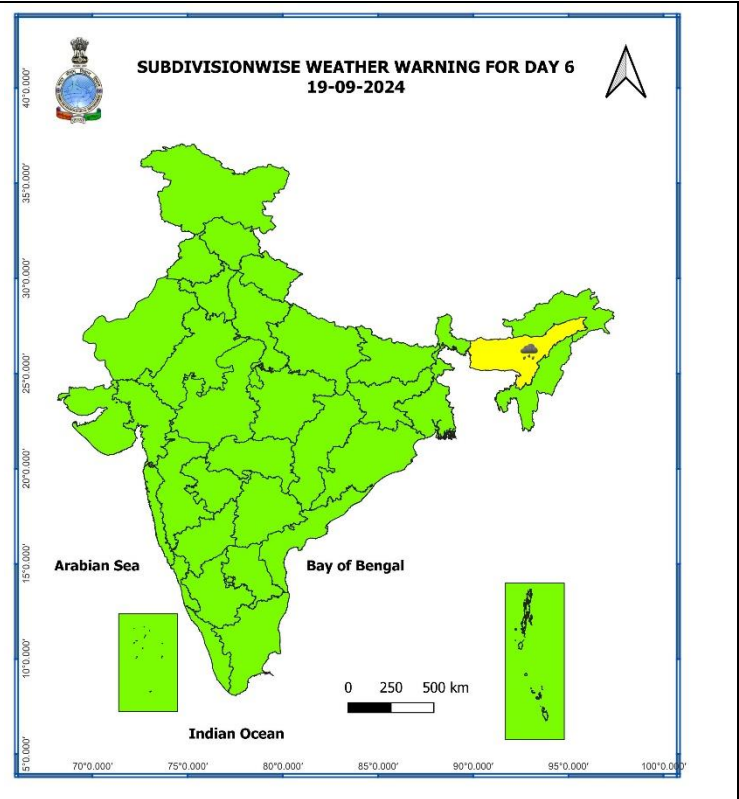 SUBDIVISIONWISE WEATHER WARNING FOR DAY 6
19-09-2024
40°0.000'
35°0.000'
30°0.000'
25°0.000'
20°0.000'
15°0.000'
10°0.000'
5°0.000'
Arabian Sea
Bay of Bengal
0 250 500 km
Indian Ocean
70°0.000' 75°0.000' 80°0.000' 85°0.000' 90°0.000' 95°0.000' 100°0.000'